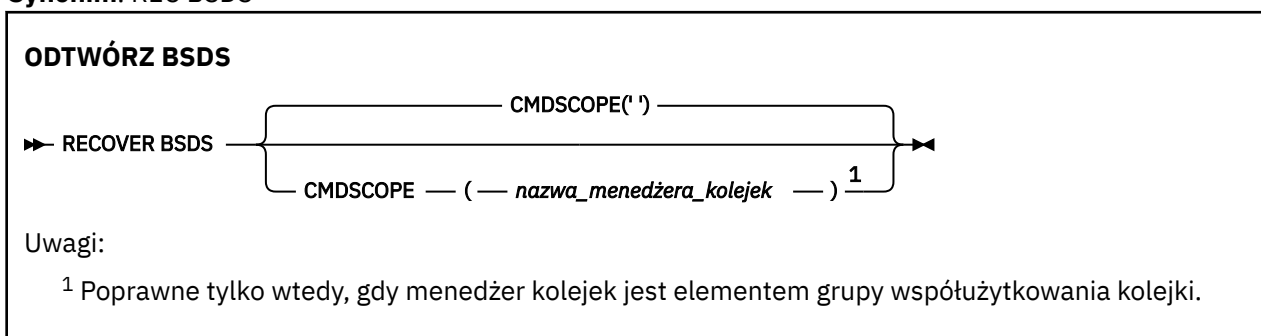 Synonim: REC BSDS
ODTWÓRZ BSDS
CMDSCOPE(' ')
RECOVER BSDS
CMDSCOPE ( nazwa_menedżera_kolejek ) 1
Uwagi:
1 Poprawne tylko wtedy, gdy menedżer kolejek jest elementem grupy współużytkowania kolejki.